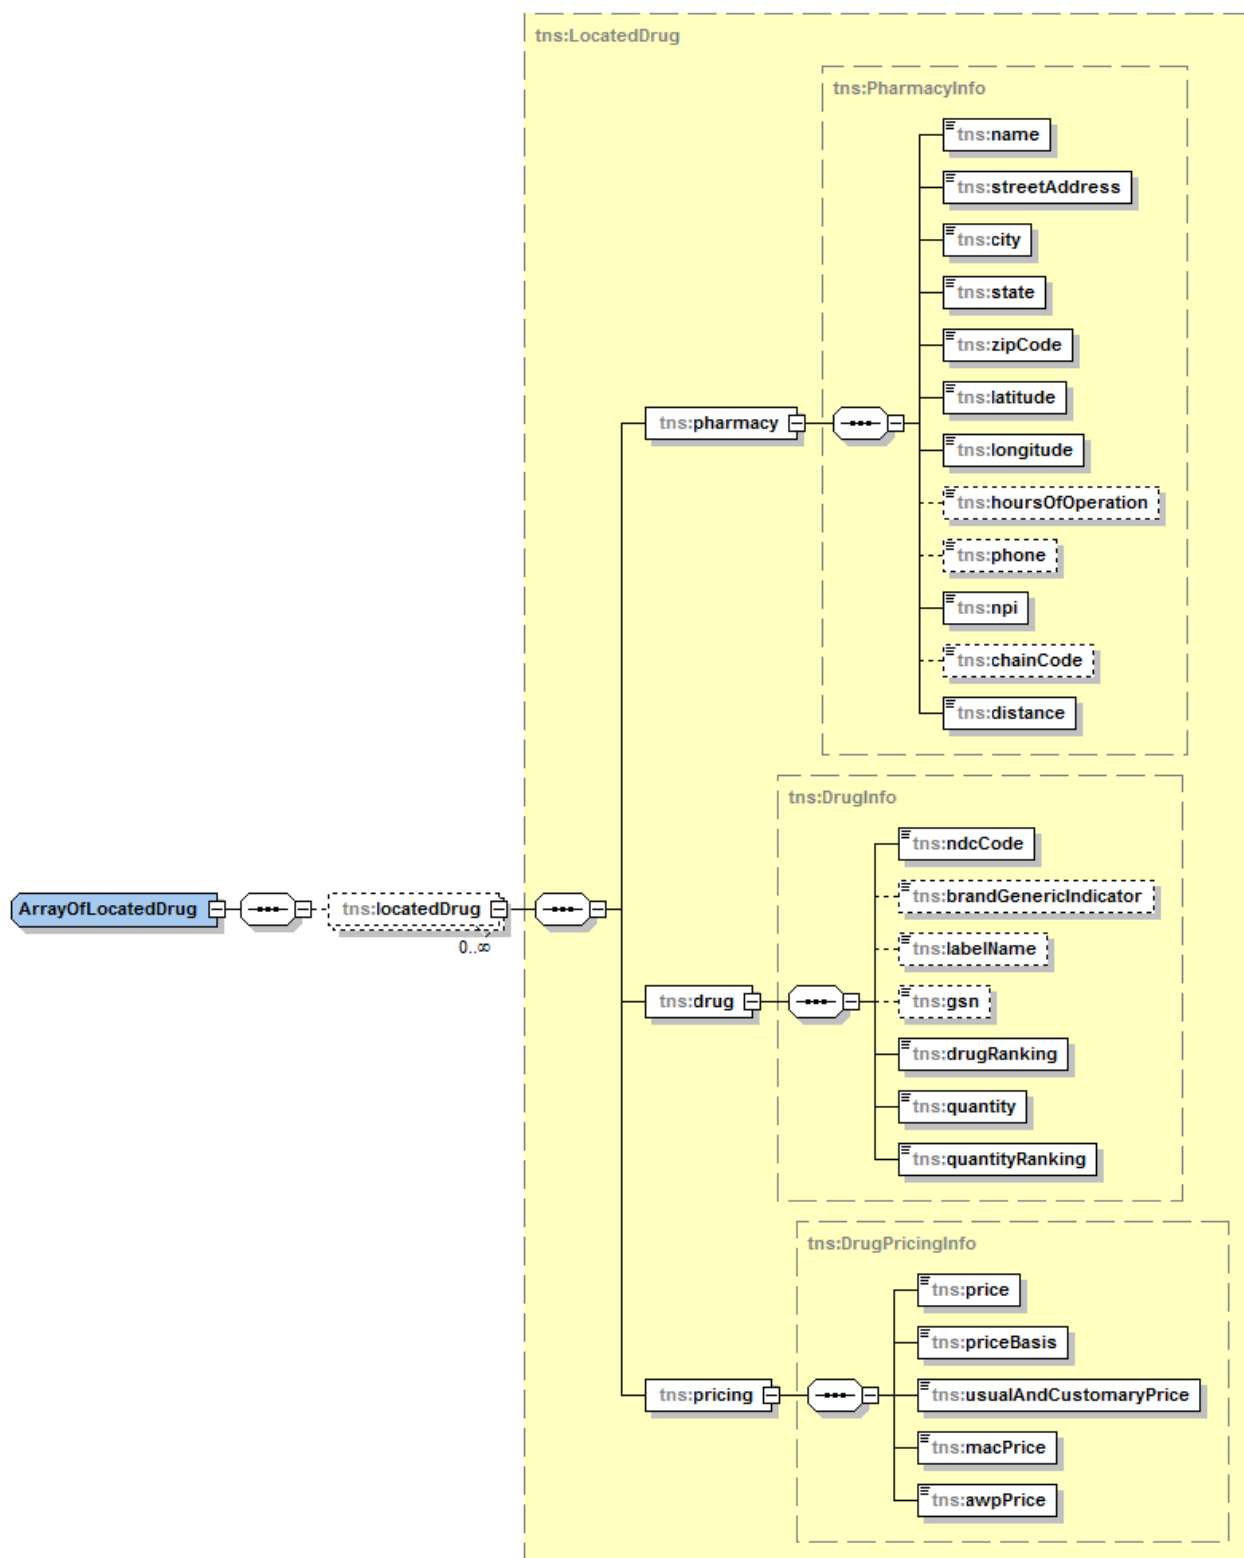 tns:LocatedDrug
tns:PharmacyInfo
tns:name
tns:streetAddress
tns:city
tns:state
tns:zipCode
tns:latitude
tns:pharmacy
tns:longitude
tns:hoursOfOperation
tns:phone
tns:npi
tns:chainCode
tns:distance
tns:DrugInfo
tns:ndcCode
tns:brandGenericIndicator
ArrayOfLocatedDrug
tns:locatedDrug
0..∞
tns:labelName
tns:drug
tns:gsn
tns:drugRanking
tns:quantity
tns:quantityRanking
tns:DrugPricingInfo
tns:price
tns:priceBasis
tns:pricing
tns:usualAndCustomaryPrice
tns:macPrice
tns:awpPrice